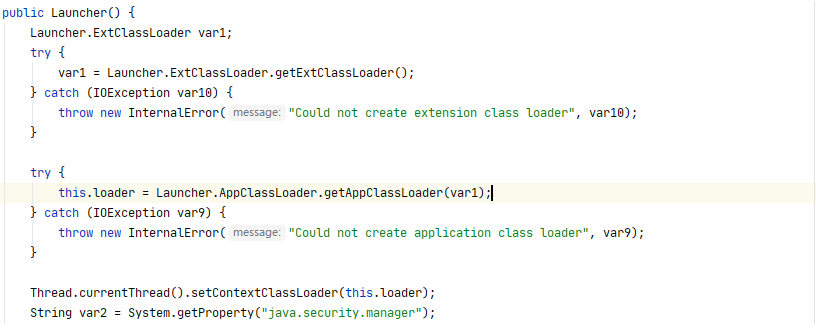 public Launcher() {
    Launcher.ExtClassLoader var1;
    try {
        var1 = Launcher.ExtClassLoader.getExtClassLoader();
    } catch (IOException var10) {
        throw new InternalError( message: "Could not create extension class loader", var10);
    }

    try {
        this.loader = Launcher.AppClassLoader.getAppClassLoader(var1);
    } catch (IOException var9) {
        throw new InternalError( message: "Could not create application class loader", var9);
    }

    Thread.currentThread().setContextClassLoader(this.loader);
    String var2 = System.getProperty("java.security.manager");